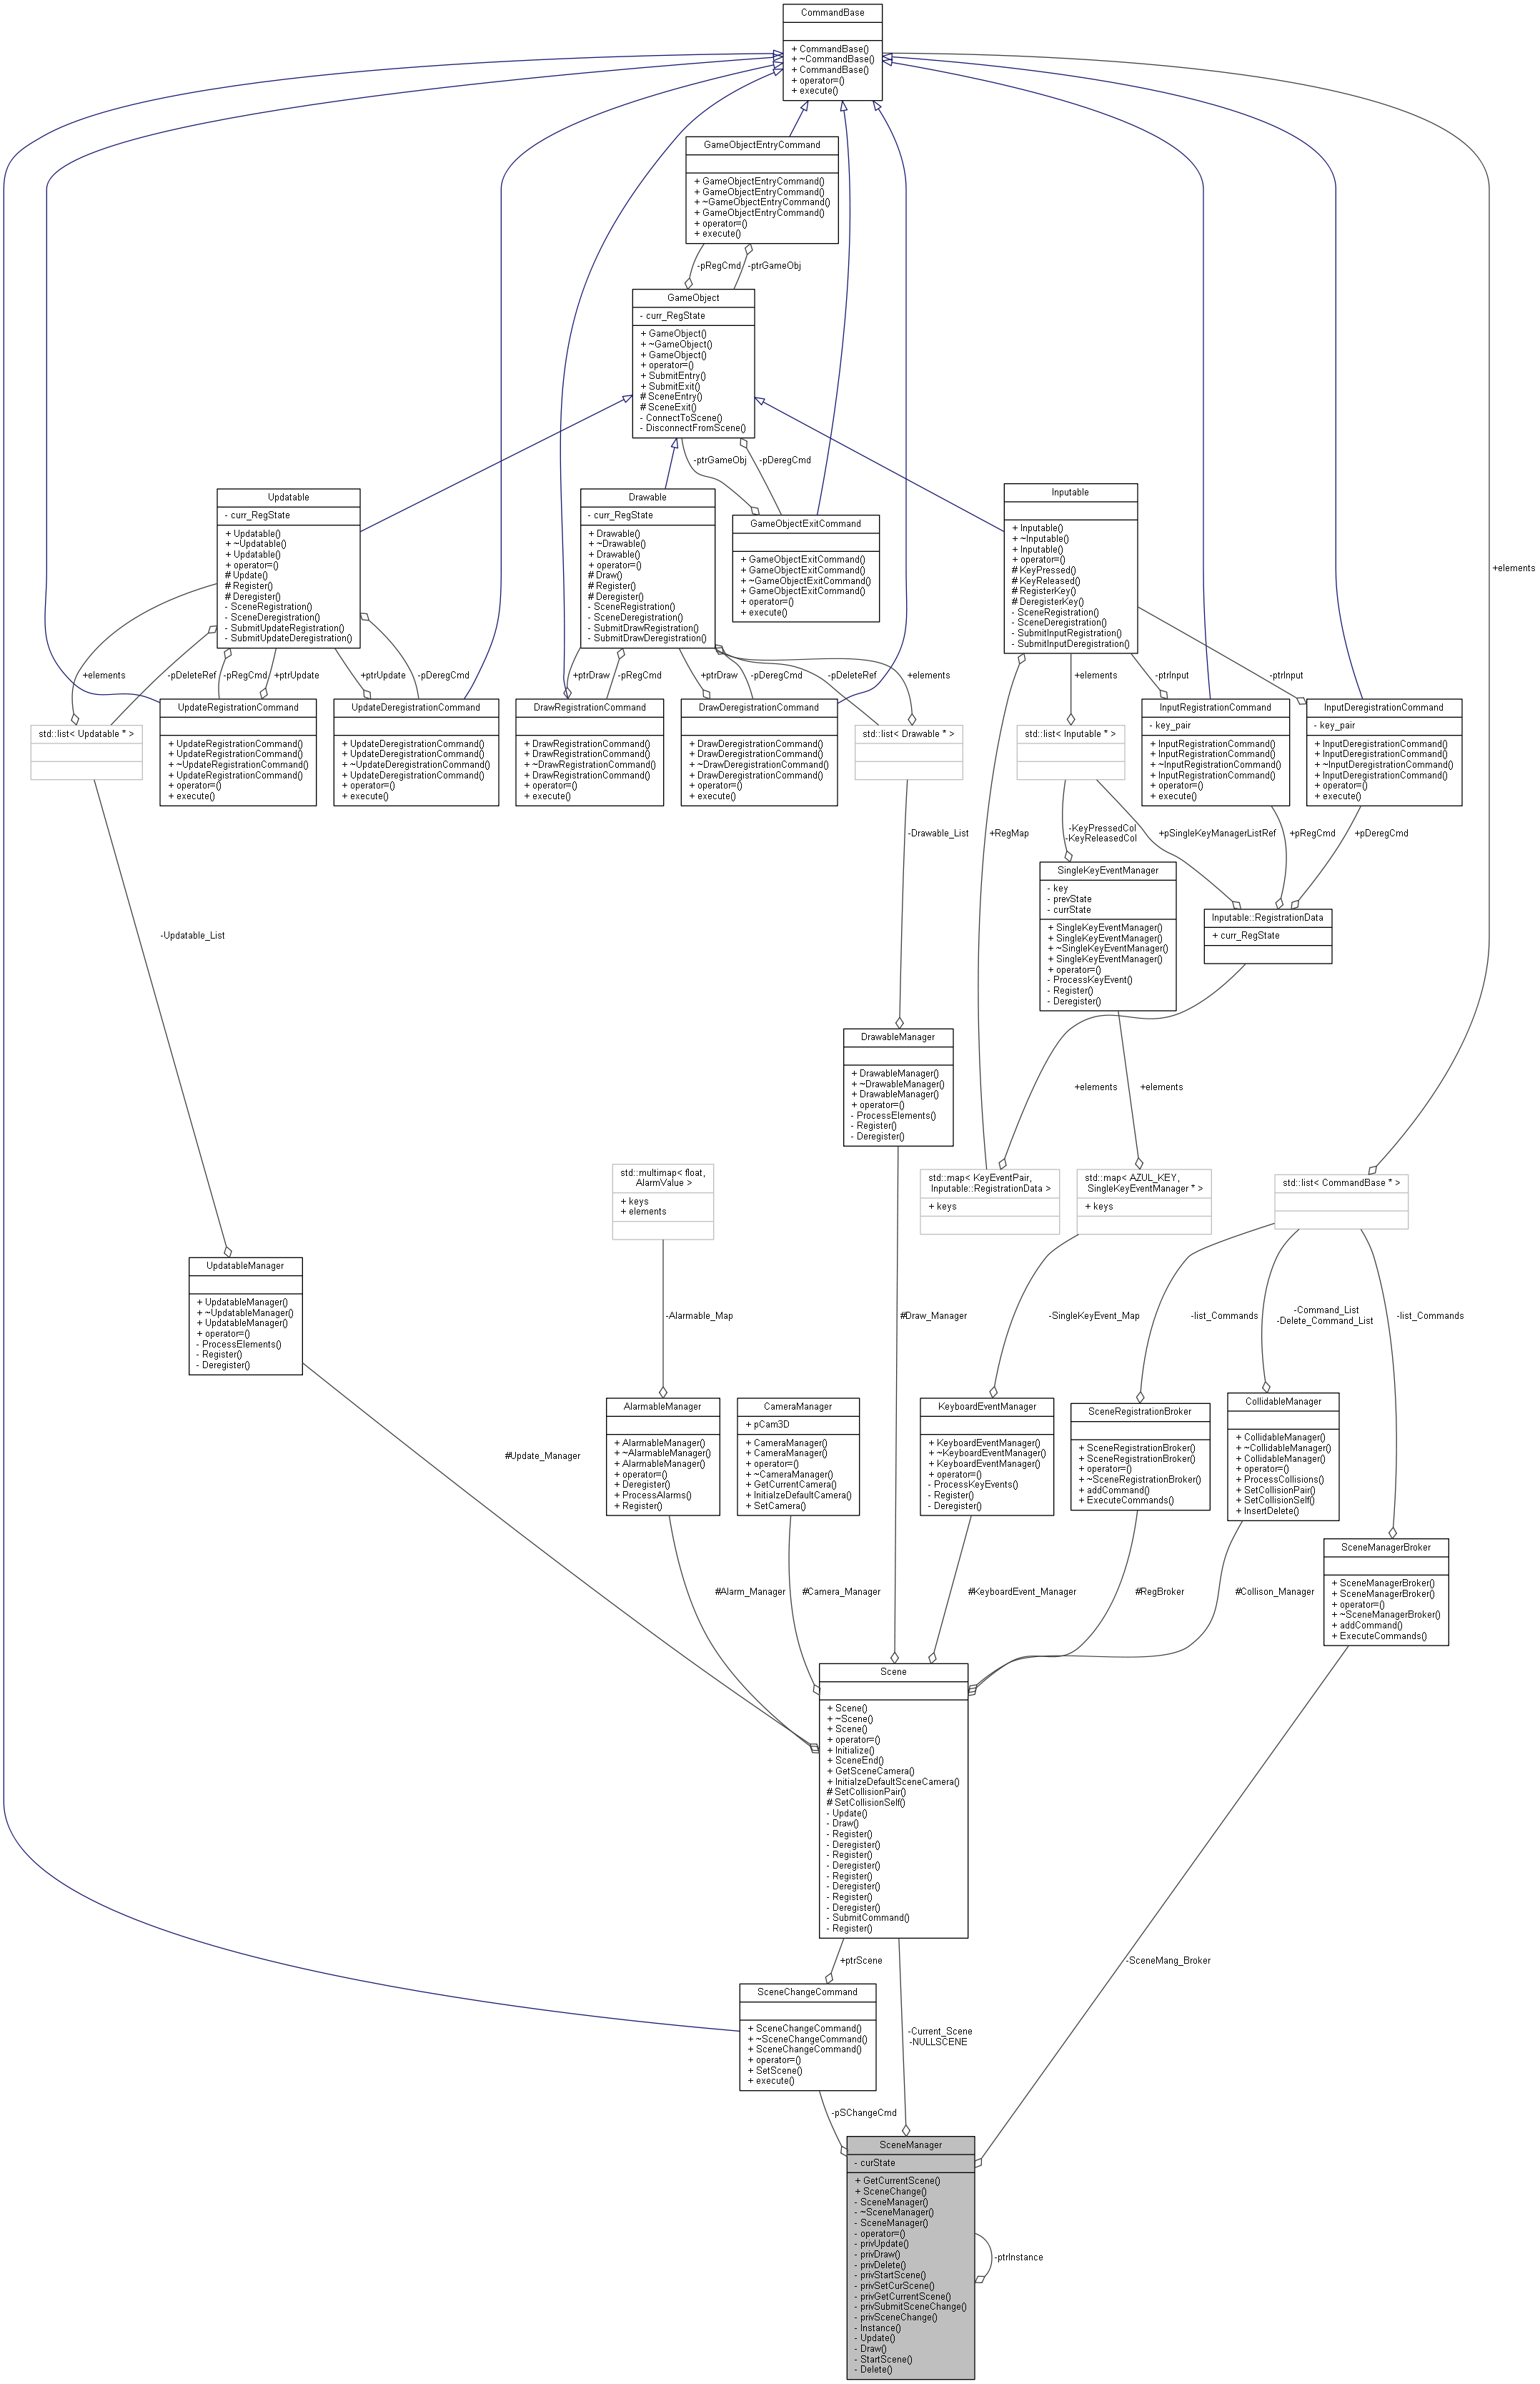 CommandBase
+ CommandBase()
+ ~CommandBase()
+ CommandBase()
+ operator=()
+ execute()
GameObjectEntryCommand
+ GameObjectEntryCommand()
+ GameObjectEntryCommand()
+ ~GameObjectEntryCommand()
+ GameObjectEntryCommand()
+ operator=()
+ execute()
-pRegCmd
-ptrGameObj
GameObject
- curr_RegState
+ GameObject()
+ ~GameObject()
+ GameObject()
+ operator=()
+ SubmitEntry()
+ SubmitExit()
# SceneEntry()
# SceneExit()
- ConnectToScene()
- DisconnectFromScene()
-ptrGameObj
-pDeregCmd
+elements
Updatable
- curr_RegState
+ Updatable()
+ ~Updatable()
+ Updatable()
+ operator=()
# Update()
# Register()
# Deregister()
- SceneRegistration()
- SceneDeregistration()
- SubmitUpdateRegistration()
- SubmitUpdateDeregistration()
Drawable
- curr_RegState
+ Drawable()
+ ~Drawable()
+ Drawable()
+ operator=()
# Draw()
# Register()
# Deregister()
- SceneRegistration()
- SceneDeregistration()
- SubmitDrawRegistration()
- SubmitDrawDeregistration()
GameObjectExitCommand
+ GameObjectExitCommand()
+ GameObjectExitCommand()
+ ~GameObjectExitCommand()
+ GameObjectExitCommand()
+ operator=()
+ execute()
Inputable
+ Inputable()
+ ~Inputable()
+ Inputable()
+ operator=()
# KeyPressed()
# KeyReleased()
# RegisterKey()
# DeregisterKey()
- SceneRegistration()
- SceneDeregistration()
- SubmitInputRegistration()
- SubmitInputDeregistration()
+elements
-pDeleteRef
-pRegCmd
+ptrUpdate
+ptrUpdate
-pDeregCmd
+ptrDraw
-pRegCmd
+ptrDraw
-pDeregCmd
-pDeleteRef
+elements
+elements
-ptrInput
-ptrInput
std::list< Updatable * >
UpdateRegistrationCommand
+ UpdateRegistrationCommand()
+ UpdateRegistrationCommand()
+ ~UpdateRegistrationCommand()
+ UpdateRegistrationCommand()
+ operator=()
+ execute()
UpdateDeregistrationCommand
+ UpdateDeregistrationCommand()
+ UpdateDeregistrationCommand()
+ ~UpdateDeregistrationCommand()
+ UpdateDeregistrationCommand()
+ operator=()
+ execute()
DrawRegistrationCommand
+ DrawRegistrationCommand()
+ DrawRegistrationCommand()
+ ~DrawRegistrationCommand()
+ DrawRegistrationCommand()
+ operator=()
+ execute()
DrawDeregistrationCommand
+ DrawDeregistrationCommand()
+ DrawDeregistrationCommand()
+ ~DrawDeregistrationCommand()
+ DrawDeregistrationCommand()
+ operator=()
+ execute()
std::list< Drawable * >
std::list< Inputable * >
InputRegistrationCommand
- key_pair
+ InputRegistrationCommand()
+ InputRegistrationCommand()
+ ~InputRegistrationCommand()
+ InputRegistrationCommand()
+ operator=()
+ execute()
InputDeregistrationCommand
- key_pair
+ InputDeregistrationCommand()
+ InputDeregistrationCommand()
+ ~InputDeregistrationCommand()
+ InputDeregistrationCommand()
+ operator=()
+ execute()
-Drawable_List
+RegMap
-KeyPressedCol
-KeyReleasedCol
+pSingleKeyManagerListRef
+pRegCmd
+pDeregCmd
SingleKeyEventManager
- key
- prevState
- currState
+ SingleKeyEventManager()
+ SingleKeyEventManager()
+ ~SingleKeyEventManager()
+ SingleKeyEventManager()
+ operator=()
- ProcessKeyEvent()
- Register()
- Deregister()
Inputable::RegistrationData
+ curr_RegState
-Updatable_List
DrawableManager
+ DrawableManager()
+ ~DrawableManager()
+ DrawableManager()
+ operator=()
- ProcessElements()
- Register()
- Deregister()
+elements
+elements
std::multimap< float,
AlarmValue >
+ keys
+ elements
std::map< KeyEventPair,
Inputable::RegistrationData >
+ keys
std::map< AZUL_KEY,
SingleKeyEventManager * >
+ keys
std::list< CommandBase * >
UpdatableManager
+ UpdatableManager()
+ ~UpdatableManager()
+ UpdatableManager()
+ operator=()
- ProcessElements()
- Register()
- Deregister()
-Alarmable_Map
#Draw_Manager
-SingleKeyEvent_Map
-list_Commands
-Command_List
-Delete_Command_List
-list_Commands
#Update_Manager
AlarmableManager
+ AlarmableManager()
+ ~AlarmableManager()
+ AlarmableManager()
+ operator=()
+ Deregister()
+ ProcessAlarms()
+ Register()
CameraManager
+ pCam3D
+ CameraManager()
+ CameraManager()
+ operator=()
+ ~CameraManager()
+ GetCurrentCamera()
+ InitialzeDefaultCamera()
+ SetCamera()
KeyboardEventManager
+ KeyboardEventManager()
+ ~KeyboardEventManager()
+ KeyboardEventManager()
+ operator=()
- ProcessKeyEvents()
- Register()
- Deregister()
SceneRegistrationBroker
+ SceneRegistrationBroker()
+ SceneRegistrationBroker()
+ operator=()
+ ~SceneRegistrationBroker()
+ addCommand()
+ ExecuteCommands()
CollidableManager
+ CollidableManager()
+ ~CollidableManager()
+ CollidableManager()
+ operator=()
+ ProcessCollisions()
+ SetCollisionPair()
+ SetCollisionSelf()
+ InsertDelete()
SceneManagerBroker
+ SceneManagerBroker()
+ SceneManagerBroker()
+ operator=()
+ ~SceneManagerBroker()
+ addCommand()
+ ExecuteCommands()
#Alarm_Manager
#Camera_Manager
#KeyboardEvent_Manager
#RegBroker
#Collison_Manager
Scene
+ Scene()
+ ~Scene()
+ Scene()
+ operator=()
+ Initialize()
+ SceneEnd()
+ GetSceneCamera()
+ InitialzeDefaultSceneCamera()
# SetCollisionPair()
# SetCollisionSelf()
- Update()
- Draw()
- Register()
- Deregister()
- Register()
- Deregister()
- Register()
- Deregister()
- Register()
- Deregister()
- SubmitCommand()
- Register()
+ptrScene
-SceneMang_Broker
SceneChangeCommand
+ SceneChangeCommand()
+ ~SceneChangeCommand()
+ SceneChangeCommand()
+ operator=()
+ SetScene()
+ execute()
-Current_Scene
-NULLSCENE
-pSChangeCmd
SceneManager
- curState
+ GetCurrentScene()
+ SceneChange()
- SceneManager()
- ~SceneManager()
- SceneManager()
- operator=()
- privUpdate()
- privDraw()
- privDelete()
- privStartScene()
- privSetCurScene()
- privGetCurrentScene()
- privSubmitSceneChange()
- privSceneChange()
- Instance()
- Update()
- Draw()
- StartScene()
- Delete()
-ptrInstance